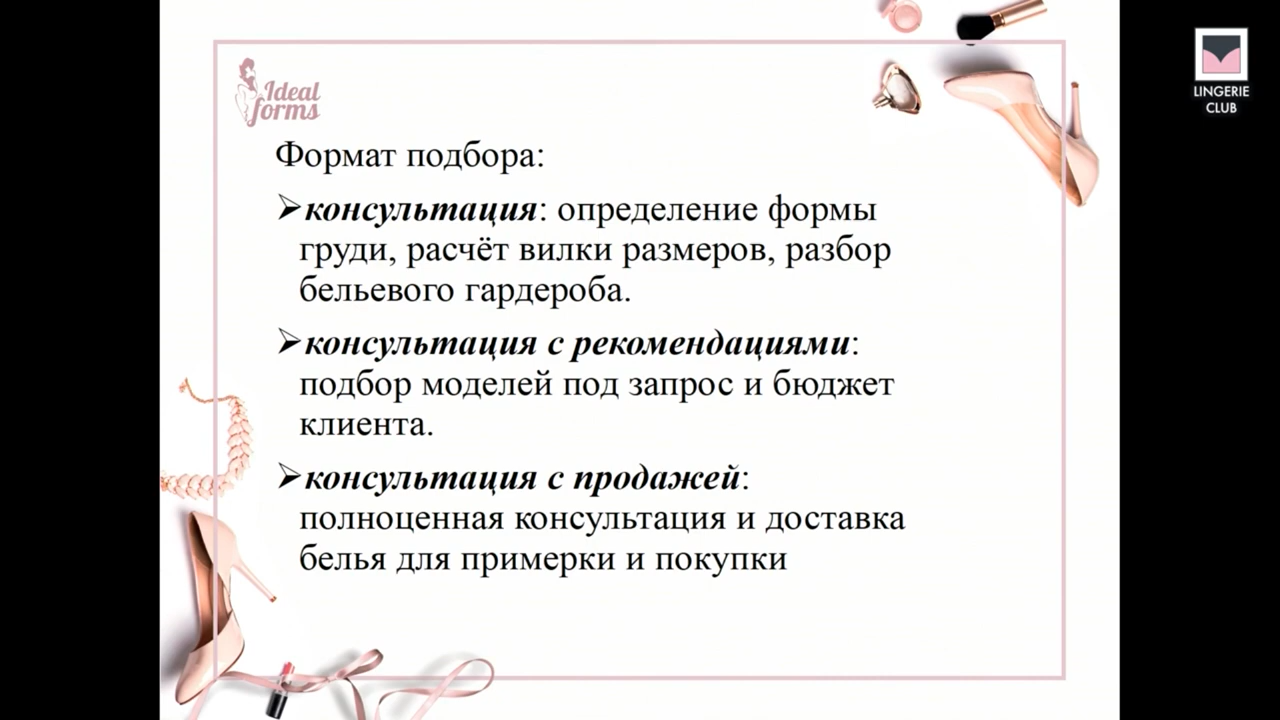 Ideal
forms
LINGERIE
CLUB
Формат подбора:
➢консультация: определение формы
груди, расчёт вилки размеров, разбор
бельевого гардероба.
➢консультация с рекомендациями:
подбор моделей под запрос и бюджет
клиента.
➢консультация с продажей:
полноценная консультация и доставка
белья для примерки и покупки